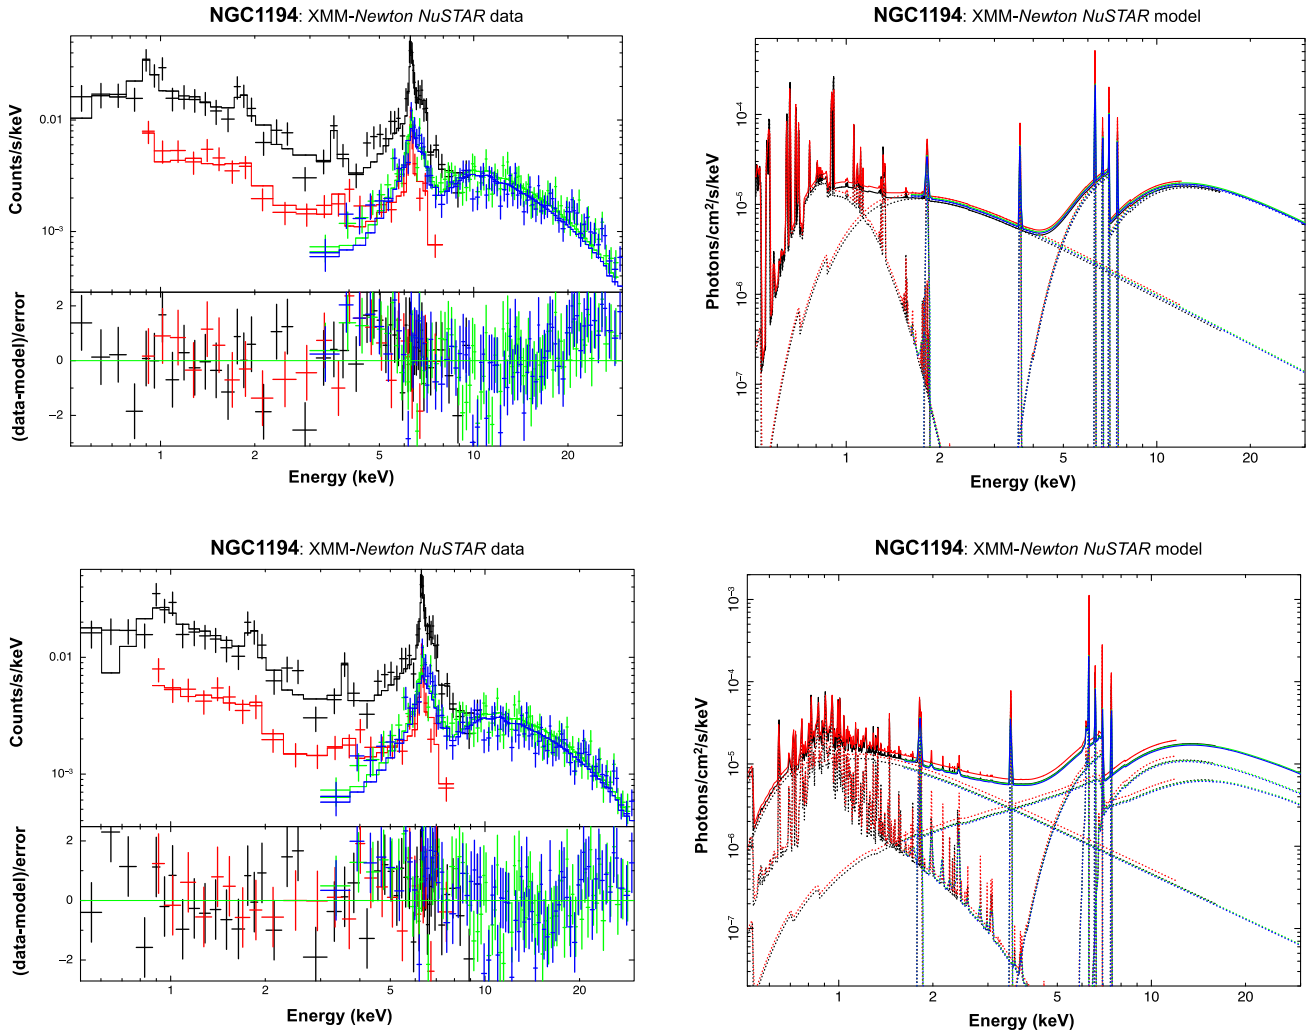 NGC1194: XMM-Newton NuSTAR data
Counts/s/keV
0.01
10⁻³
(data-model)/error
2
0
−2
1
2
5
10
20
Energy (keV)
NGC1194: XMM-Newton NuSTAR model
Photons/cm²/s/keV
10⁻⁴
10⁻⁵
10⁻⁶
10⁻⁷
1
2
5
10
20
Energy (keV)
NGC1194: XMM-Newton NuSTAR data
Counts/s/keV
0.01
10⁻³
(data-model)/error
2
0
−2
1
2
5
10
20
Energy (keV)
NGC1194: XMM-Newton NuSTAR model
Photons/cm²/s/keV
10⁻³
10⁻⁴
10⁻⁵
10⁻⁶
10⁻⁷
1
2
5
10
20
Energy (keV)